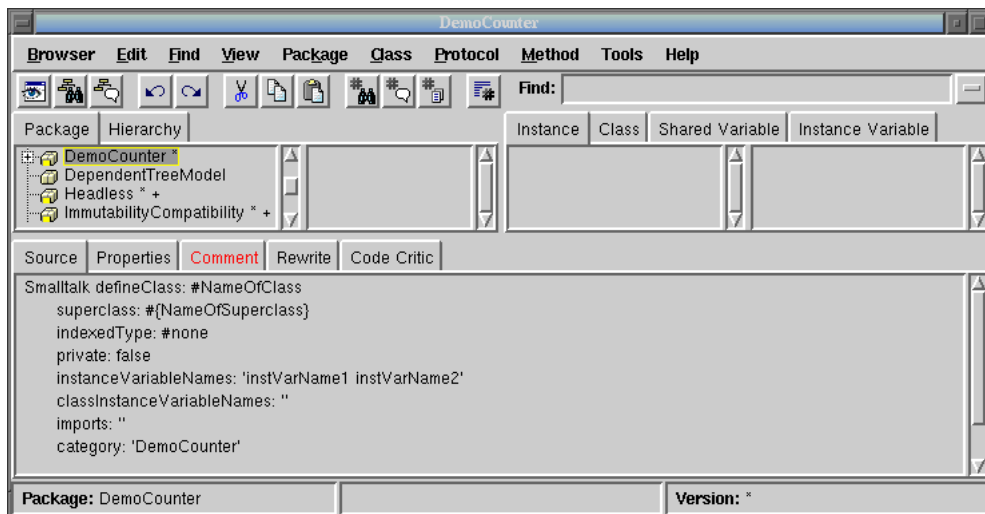 DemoCounter
Browser Edit Find View Package Class Protocol Method Tools Help
Find:
Package Hierarchy Instance Class Shared Variable Instance Variable
DemoCounter *
DependentTreeModel
Headless * +
ImmutabilityCompatibility * +
Source Properties Comment Rewrite Code Critic
Smalltalk defineClass: #NameOfClass
superclass: #{NameOfSuperclass}
indexedType: #none
private: false
instanceVariableNames: 'instVarName1 instVarName2'
classInstanceVariableNames: ''
imports: ''
category: 'DemoCounter'
Package: DemoCounter Version: *